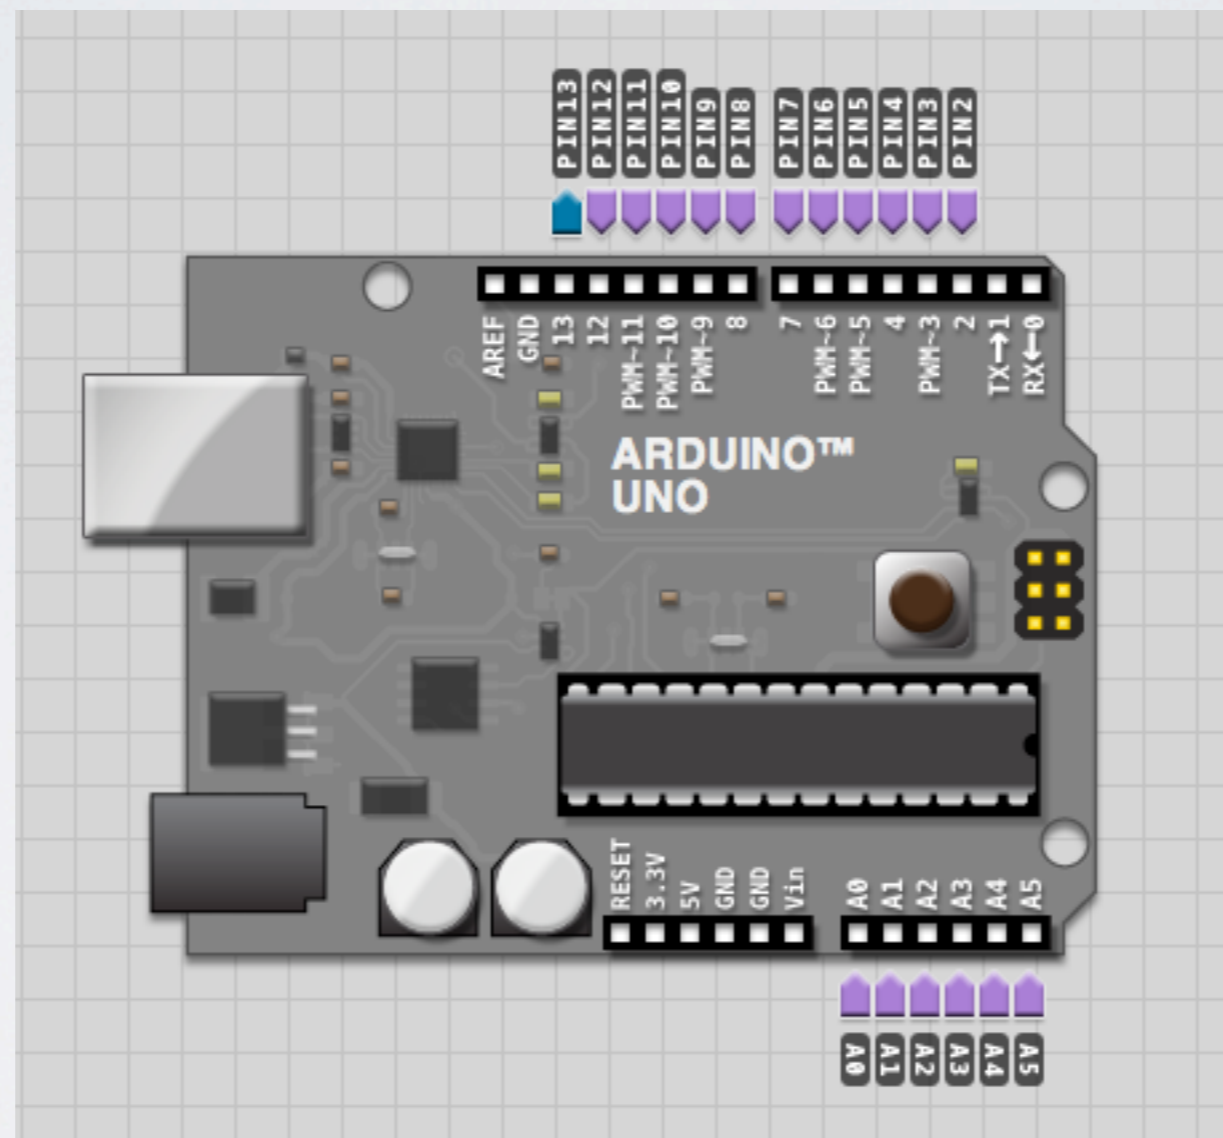 PIN13
PIN12
PIN11
PIN10
PIN9
PIN8
PIN7
PIN6
PIN5
PIN4
PIN3
PIN2
AREF
GND
13
12
PWM~11
PWM~10
PWM~9
8
7
PWM~6
PWM~5
4
PWM~3
2
TX→1
RX←0
ARDUINO™
UNO
RESET
3.3V
5V
GND
GND
Vin
A0
A1
A2
A3
A4
A5
A0
A1
A2
A3
A4
A5